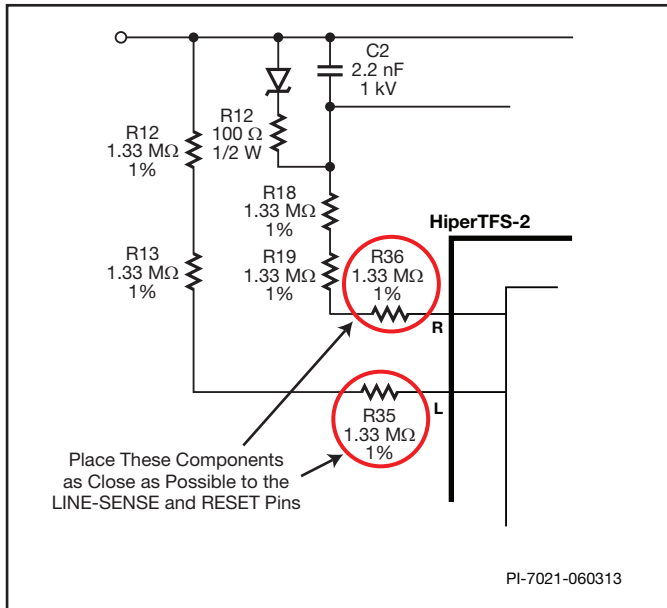 C2
2.2 nF
1 kV
R12
100 Ω
1/2 W
R12
1.33 MΩ
1%
R18
1.33 MΩ
1%
HiperTFS-2
R13
1.33 MΩ
1%
R19
1.33 MΩ
1%
R36
1.33 MΩ
1%
R
L
R35
1.33 MΩ
1%
Place These Components
as Close as Possible to the
LINE-SENSE and RESET Pins
PI-7021-060313